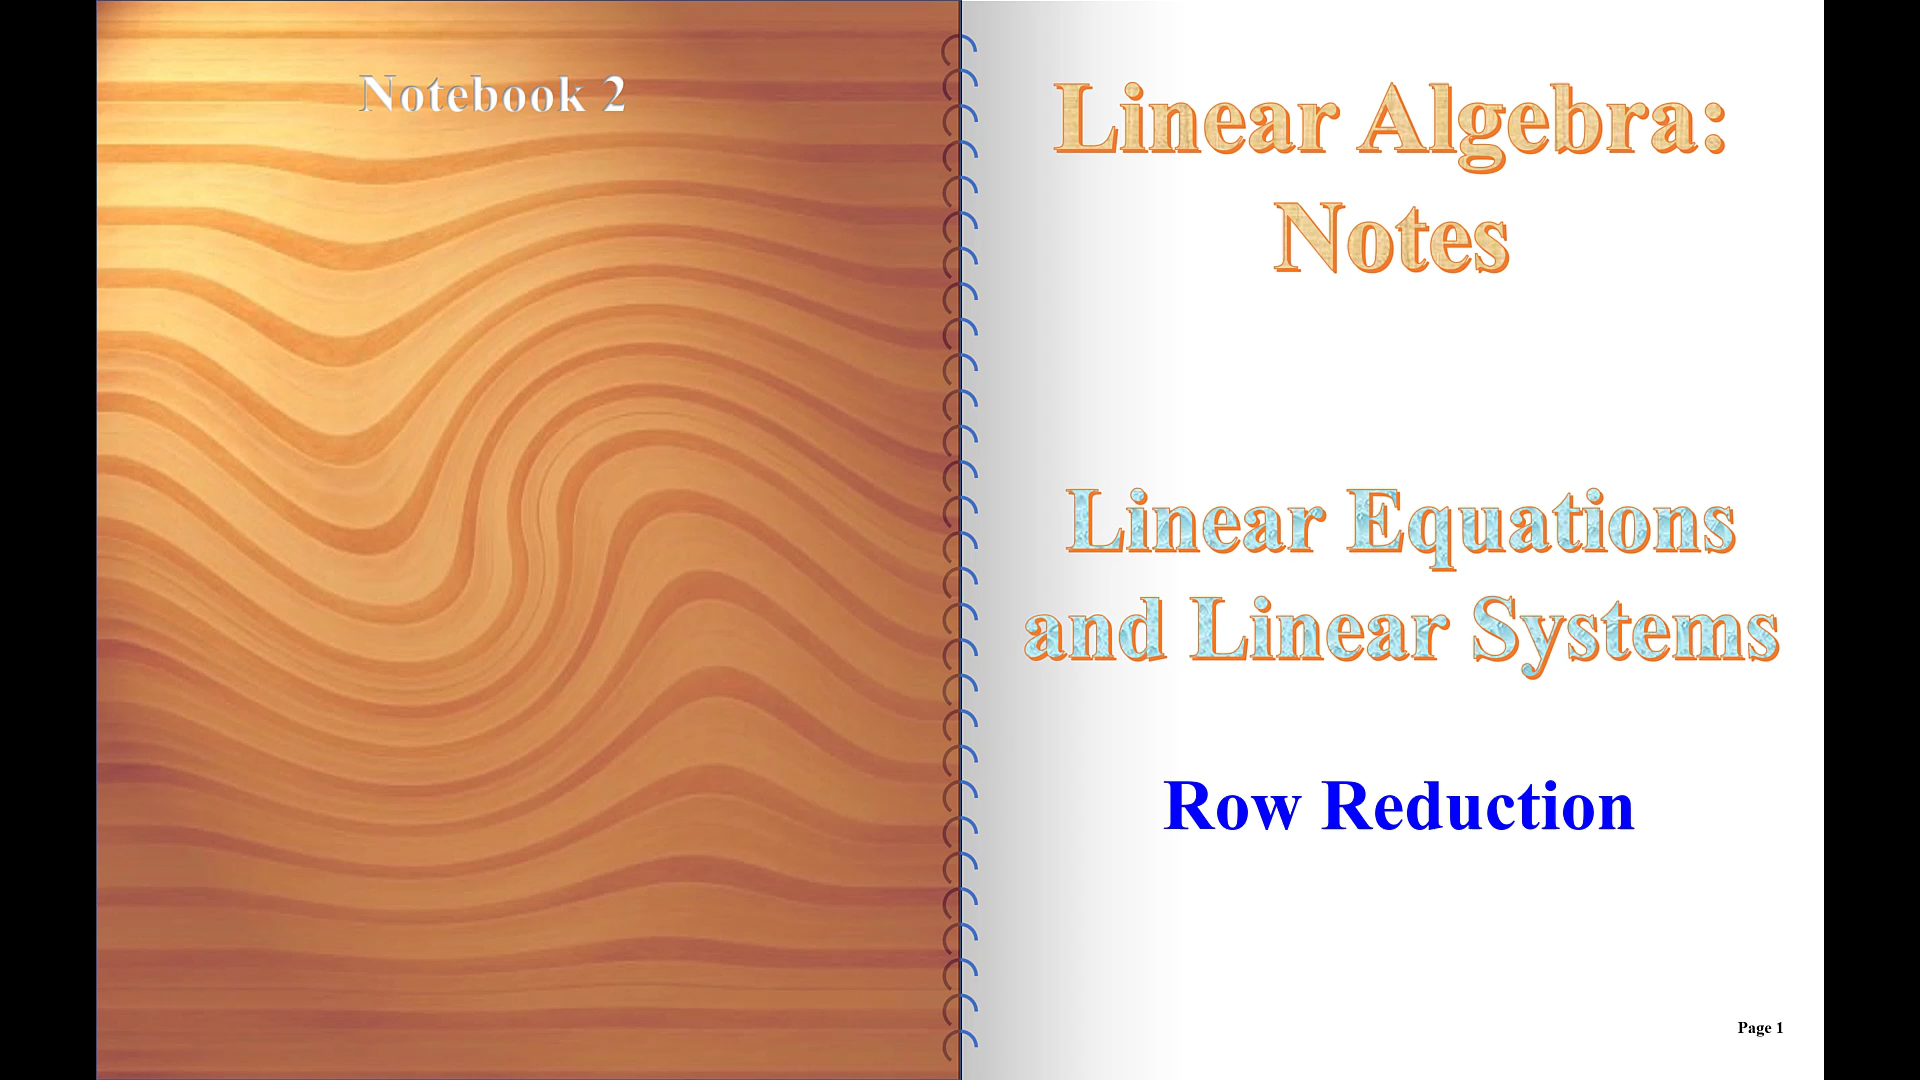 Notebook 2
Linear Algebra:
Notes
Linear Equations
and Linear Systems
Row Reduction
Page 1